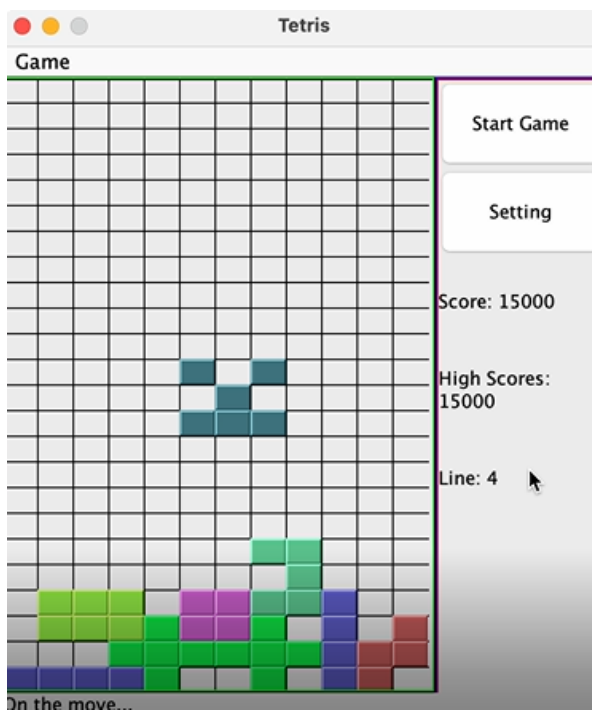 Tetris
Game
Start Game
Setting
Score: 15000
High Scores:
15000
Line: 4
On the move...